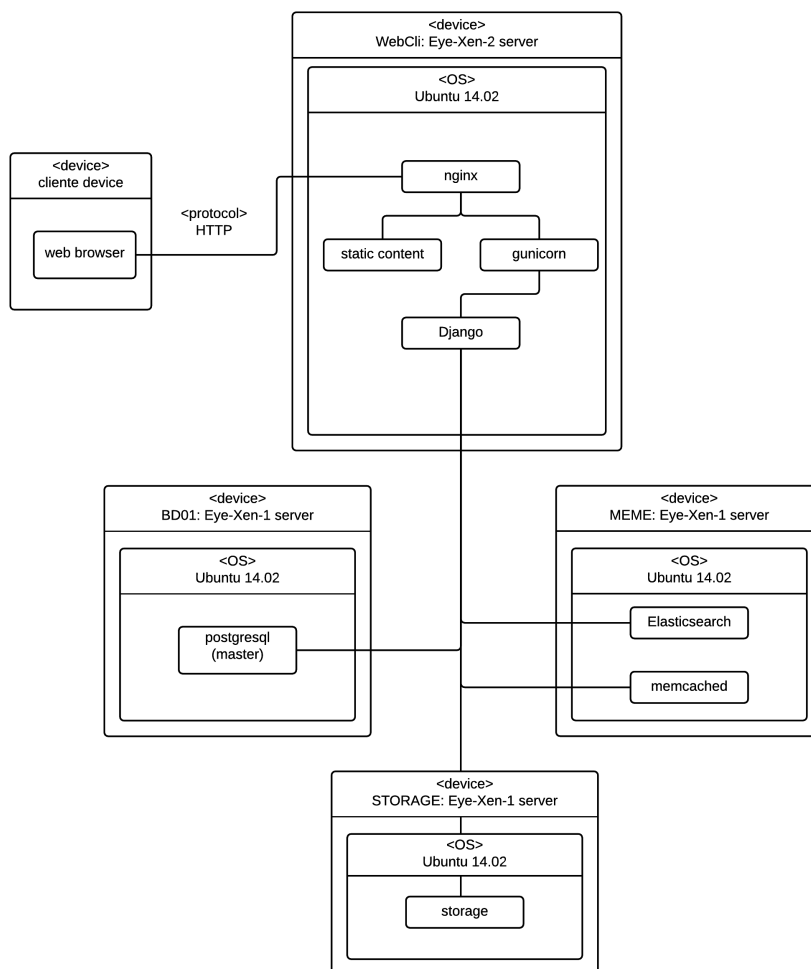 <device>
WebCli: Eye-Xen-2 server
<OS>
Ubuntu 14.02
nginx
static content
gunicorn
Django
<device>
cliente device
web browser
<protocol>
HTTP
<device>
BD01: Eye-Xen-1 server
<OS>
Ubuntu 14.02
postgresql
(master)
<device>
MEME: Eye-Xen-1 server
<OS>
Ubuntu 14.02
Elasticsearch
memcached
<device>
STORAGE: Eye-Xen-1 server
<OS>
Ubuntu 14.02
storage